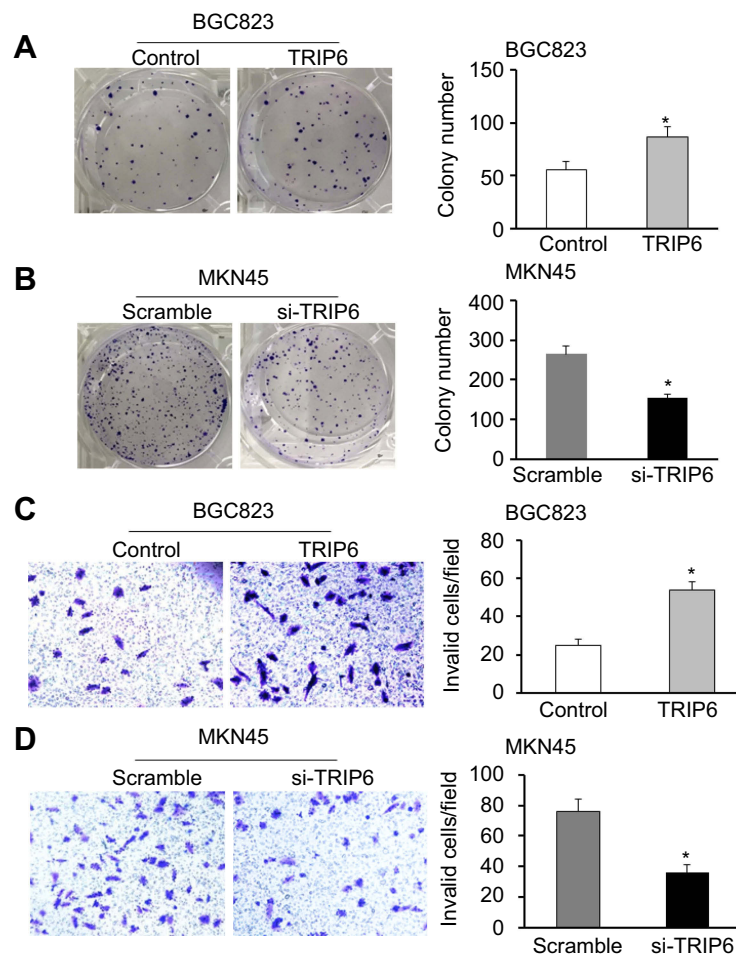 A
BGC823
Control TRIP6
BGC823
Colony number
150
100
50
0
*
Control TRIP6
B
MKN45
Scramble si-TRIP6
MKN45
Colony number
400
300
200
100
0
*
Scramble si-TRIP6
C
BGC823
Control TRIP6
BGC823
Invalid cells/field
80
60
40
20
0
*
Control TRIP6
D
MKN45
Scramble si-TRIP6
MKN45
Invalid cells/field
100
80
60
40
20
0
*
Scramble si-TRIP6